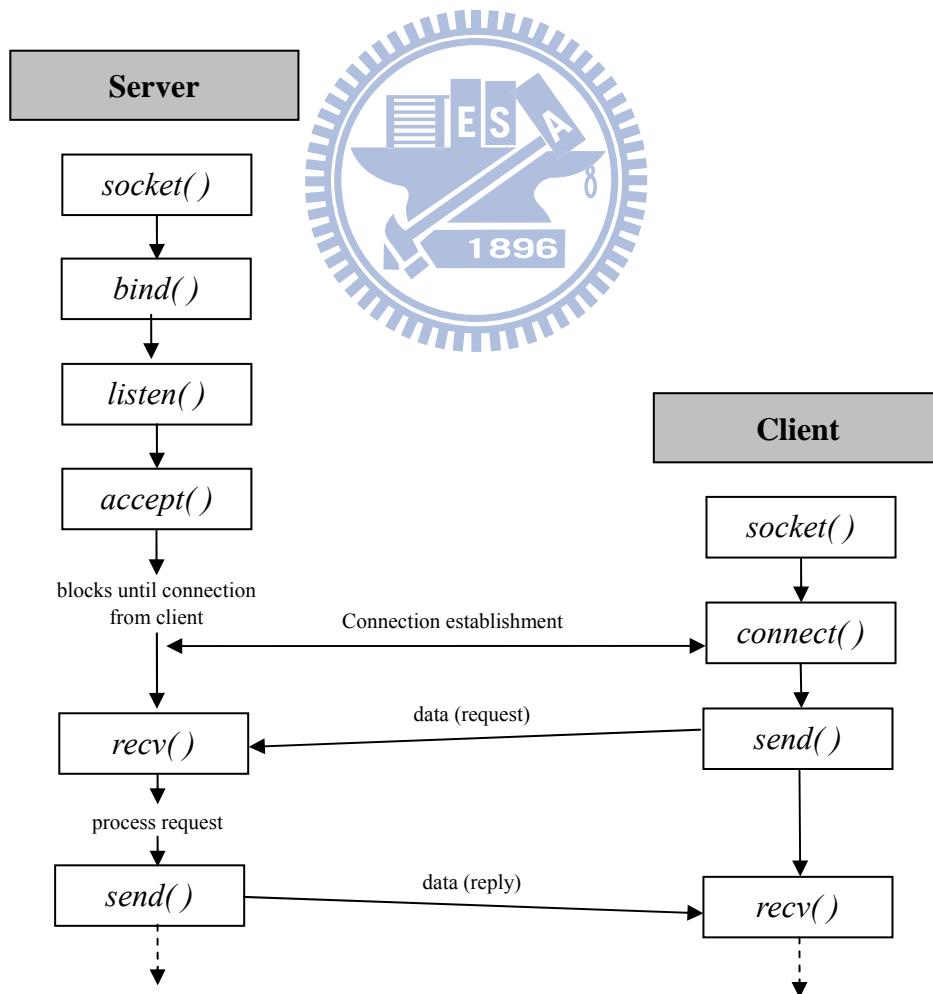 Server
E S A
1896
socket( )
bind( )
listen( )
accept( )
blocks until connection
from client
recv( )
process request
send( )
Connection establishment
data (request)
data (reply)
Client
socket( )
connect( )
send( )
recv( )